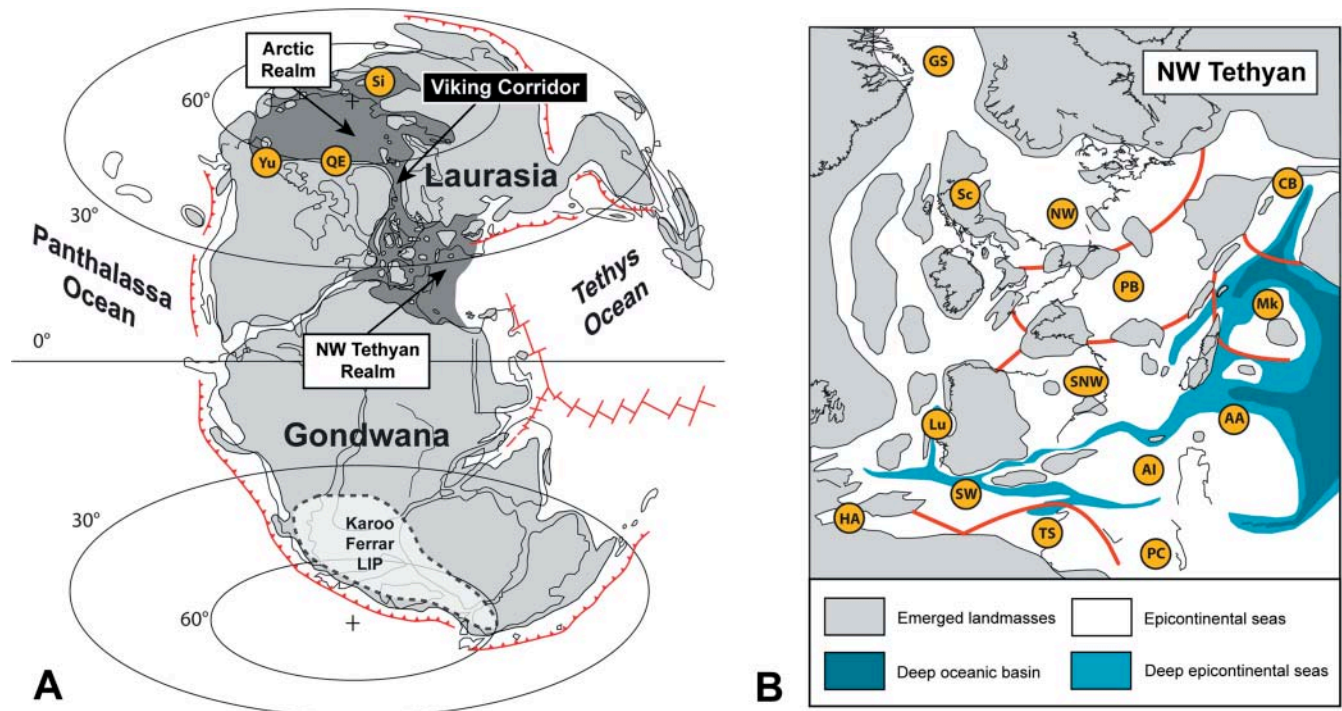 Arctic
Realm
Si
Viking Corridor
60°
Yu
QE
Laurasia
30°
Panthalassa
Ocean
Tethys
Ocean
NW Tethyan
Realm
0°
Gondwana
30°
Karoo
Ferrar
LIP
60°
A
GS
NW Tethyan
CB
Sc
NW
PB
Mk
SNW
AA
Lu
AI
SW
HA
TS
PC
Emerged landmasses
Epicontinental seas
Deep oceanic basin
Deep epicontinental seas
B